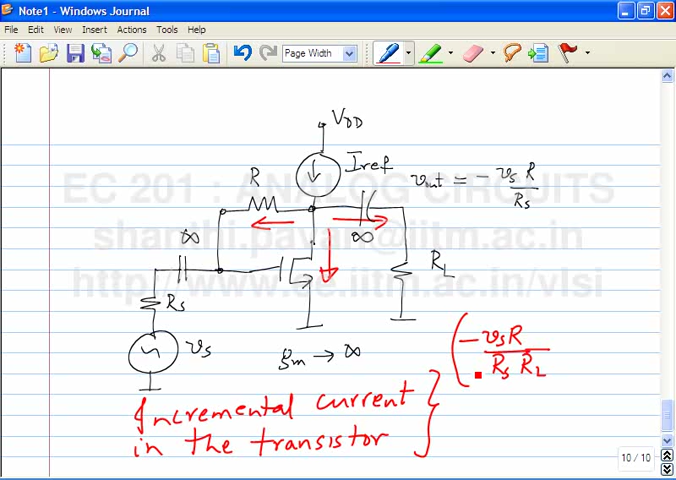 Note1 - Windows Journal
File Edit View Insert Actions Tools Help
Page Width
VDD
Iref
R
vout = - vs R
Rs
∞
∞
RL
Rs
vs
gm → ∞
EC 201 : ANALOG CIRCUITS
shanthi.pavan@iitm.ac.in
http://www.ee.iitm.ac.in/vlsi
- vs R
Rs RL
Incremental current
in the transistor
10 / 10